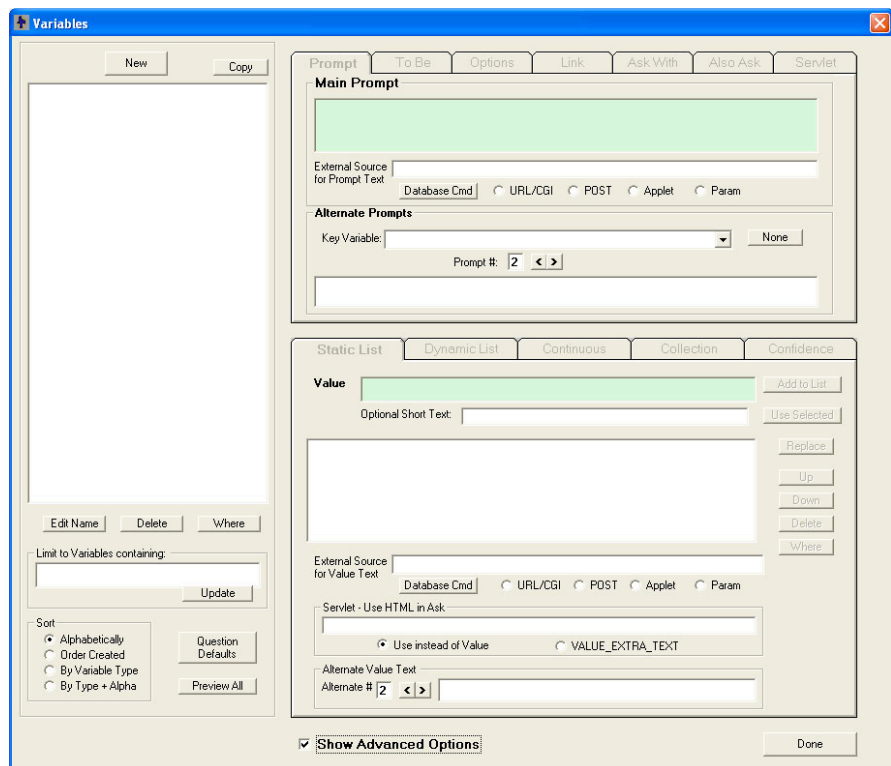 Variables
New
Copy
Edit Name Delete Where
Limit to Variables containing:
Update
Sort
Alphabetically
Order Created
By Variable Type
By Type + Alpha
Question
Defaults
Preview All
Prompt To Be Options Link Ask With Also Ask Servlet
Main Prompt
External Source
for Prompt Text
Database Cmd URL/CGI POST Applet Param
Alternate Prompts
Key Variable: None
Prompt #: 2 < >
Static List Dynamic List Continuous Collection Confidence
Value Add to List
Optional Short Text: Use Selected
Replace
Up
Down
Delete
Where
External Source
for Value Text
Database Cmd URL/CGI POST Applet Param
Servlet - Use HTML in Ask
Use instead of Value VALUE_EXTRA_TEXT
Alternate Value Text
Alternate # 2 < >
Show Advanced Options Done